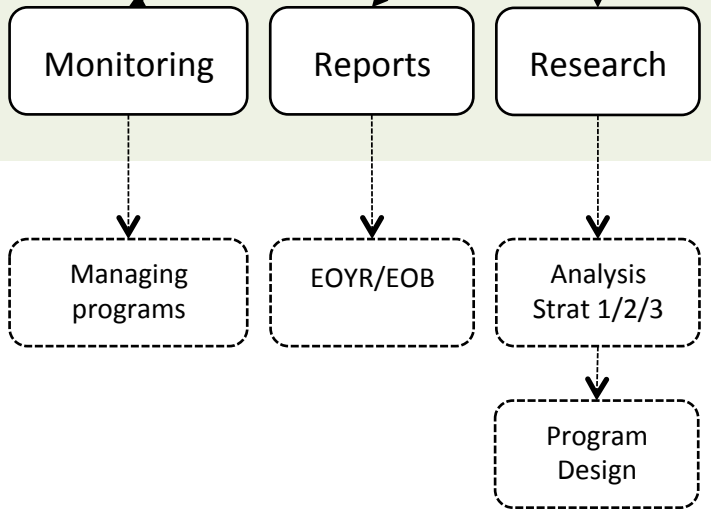 Monitoring
Reports
Research
Managing
programs
EOYR/EOB
Analysis
Strat 1/2/3
Program
Design